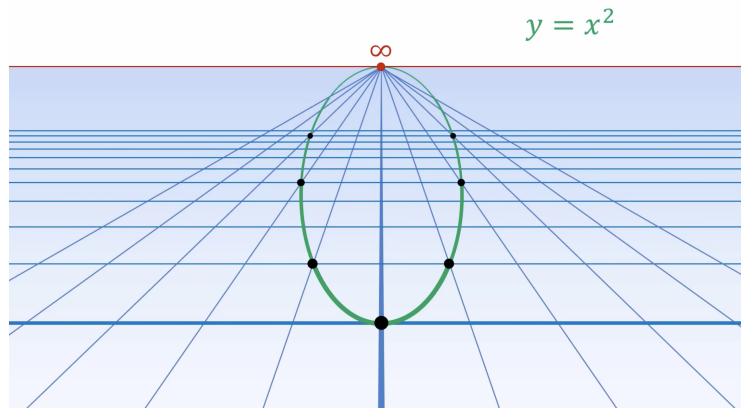 y = x²
∞